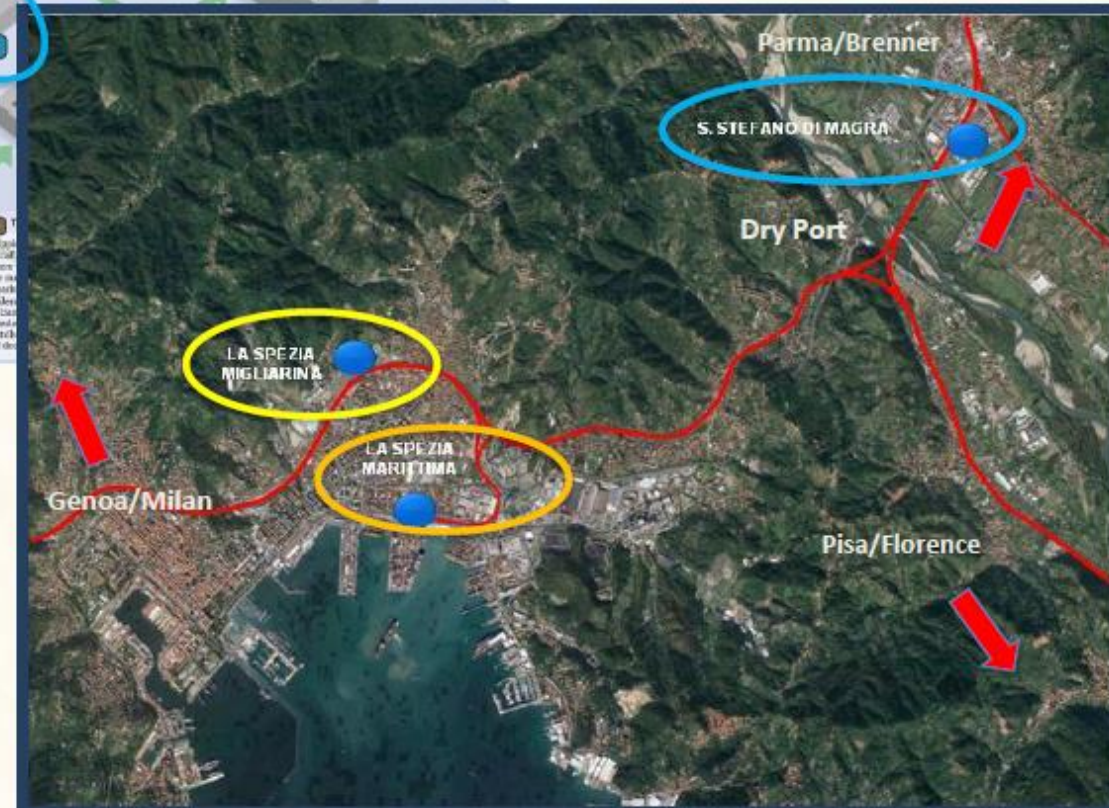 Parma/Brenner
S. STEFANO DI MAGRA
Dry Port
LA SPEZIA
MIGLIARINA
LA SPEZIA
MARITTIMA
Genoa/Milan
Pisa/Florence